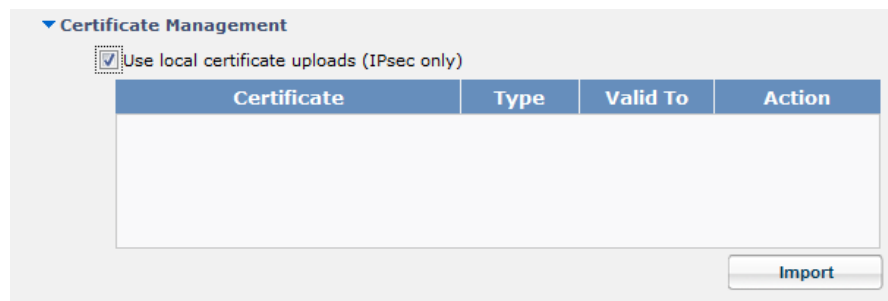 Certificate Management
Use local certificate uploads (IPsec only)
Certificate Type Valid To Action
Import